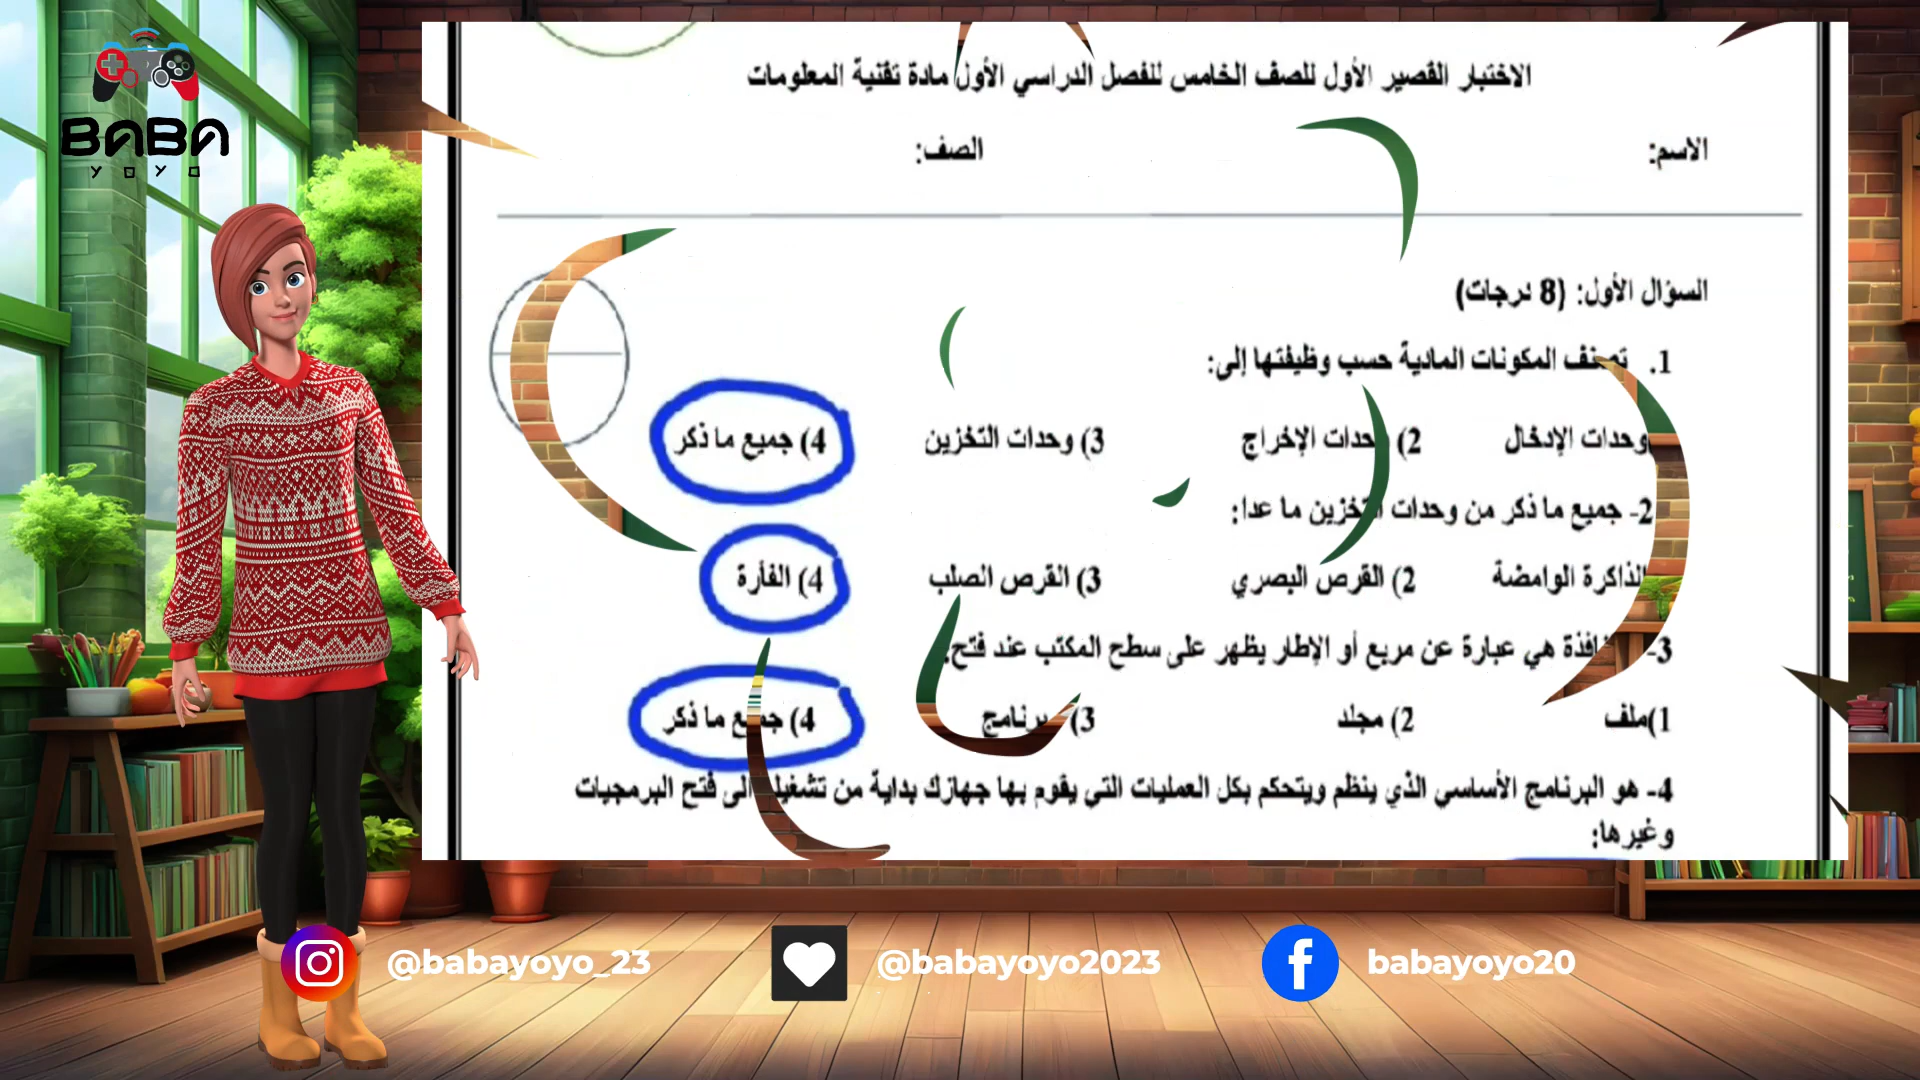 BABA
YOYO
الاختبار القصير الأول للصف الخامس للفصل الدراسي الأول مادة تقنية المعلومات
الاسم: الصف:
السؤال الأول: (8 درجات)
1. تصنف المكونات المادية حسب وظيفتها إلى:
وحدات الإدخال 2) وحدات الإخراج 3) وحدات التخزين 4) جميع ما ذكر
2- جميع ما ذكر من وحدات التخزين ما عدا:
الذاكرة الوامضة 2) القرص البصري 3) القرص الصلب 4) الفأرة
3- النافذة هي عبارة عن مربع أو الإطار يظهر على سطح المكتب عند فتح:
1)ملف 2) مجلد 3) برنامج 4) جميع ما ذكر
4- هو البرنامج الأساسي الذي ينظم ويتحكم بكل العمليات التي يقوم بها جهازك بداية من تشغيله الى فتح البرمجيات
وغيرها:
@babayoyo_23 @babayoyo2023 babayoyo20